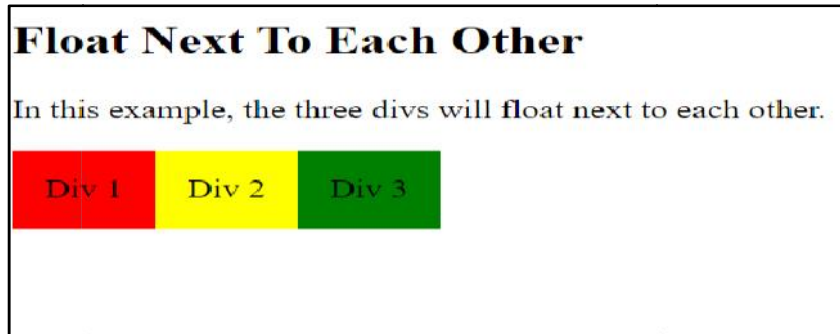 Float Next To Each Other
In this example, the three divs will float next to each other.
Div 1 Div 2 Div 3